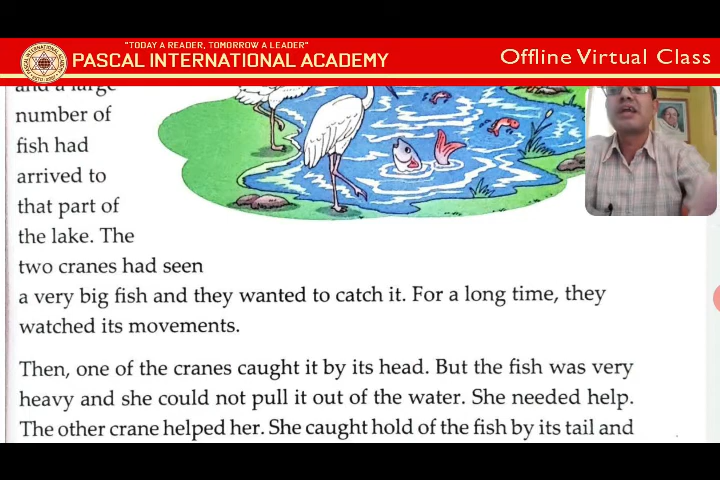 "TODAY A READER, TOMORROW A LEADER"
PASCAL INTERNATIONAL ACADEMY
Offline Virtual Class
and a large
number of
fish had
arrived to
that part of
the lake. The
two cranes had seen
a very big fish and they wanted to catch it. For a long time, they
watched its movements.
Then, one of the cranes caught it by its head. But the fish was very
heavy and she could not pull it out of the water. She needed help.
The other crane helped her. She caught hold of the fish by its tail and